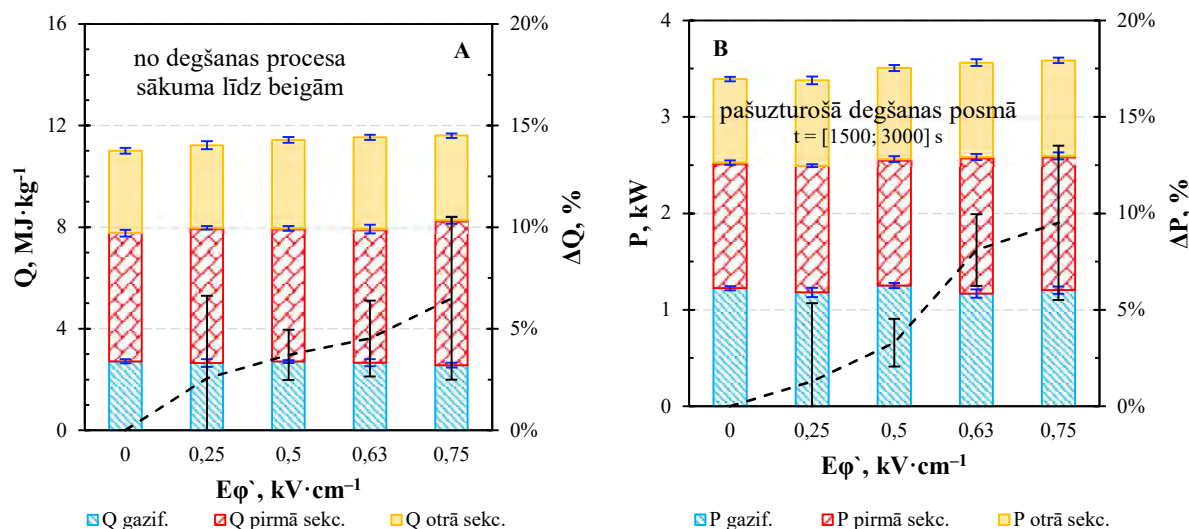 16
12
8
4
0
Q, MJ·kg⁻¹
no degšanas procesa
sākuma līdz beigām
A
20%
15%
10%
5%
0%
ΔQ, %
0
0,25
0,5
0,63
0,75
Eφ`, kV·cm⁻¹
Q gazif.
Q pirmā sekc.
Q otrā sekc.
4
3
2
1
0
P, kW
B
pašuzturošā degšanas posmā
t = [1500; 3000] s
20%
15%
10%
5%
0%
ΔP, %
0
0,25
0,5
0,63
0,75
Eφ`, kV·cm⁻¹
P gazif.
P pirmā sekc.
P otrā sekc.